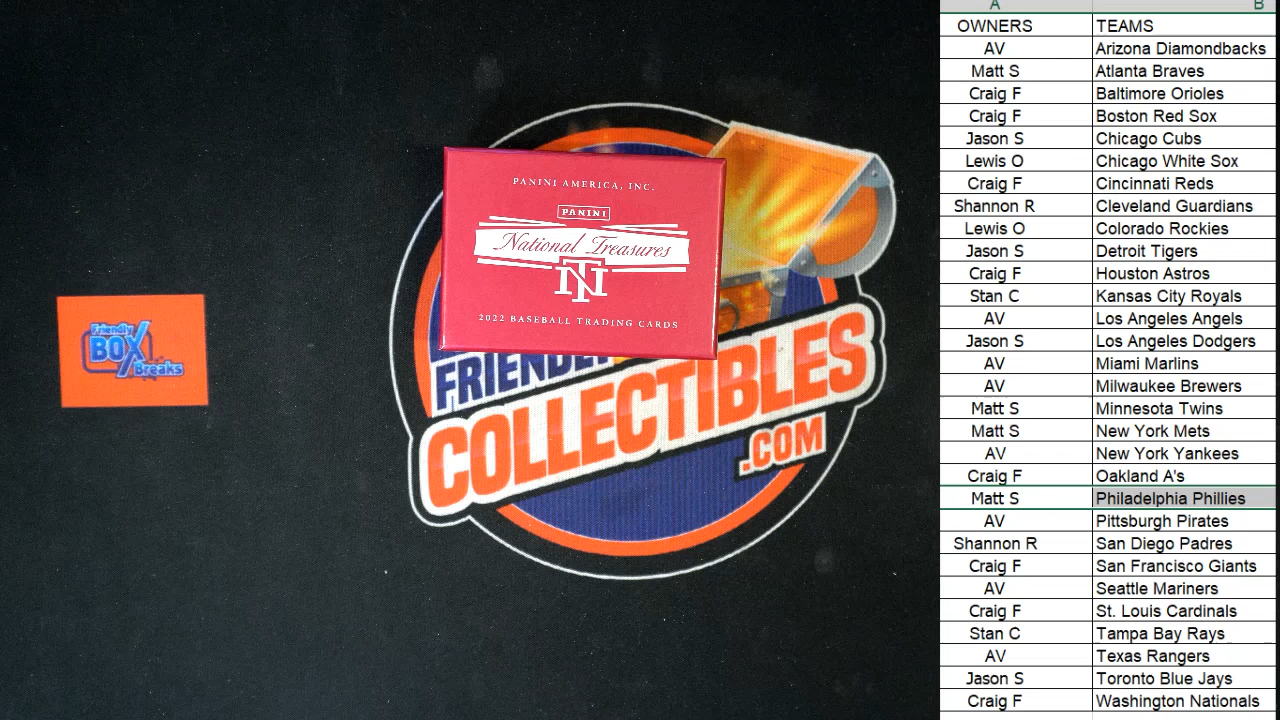 Friendly
BOX
Breaks
PANINI AMERICA, INC.
PANINI
National Treasures
NT
2022 BASEBALL TRADING CARDS
FRIENDLY
COLLECTIBLES
.COM
A B
OWNERS TEAMS
AV Arizona Diamondbacks
Matt S Atlanta Braves
Craig F Baltimore Orioles
Craig F Boston Red Sox
Jason S Chicago Cubs
Lewis O Chicago White Sox
Craig F Cincinnati Reds
Shannon R Cleveland Guardians
Lewis O Colorado Rockies
Jason S Detroit Tigers
Craig F Houston Astros
Stan C Kansas City Royals
AV Los Angeles Angels
Jason S Los Angeles Dodgers
AV Miami Marlins
AV Milwaukee Brewers
Matt S Minnesota Twins
Matt S New York Mets
AV New York Yankees
Craig F Oakland A's
Matt S Philadelphia Phillies
AV Pittsburgh Pirates
Shannon R San Diego Padres
Craig F San Francisco Giants
AV Seattle Mariners
Craig F St. Louis Cardinals
Stan C Tampa Bay Rays
AV Texas Rangers
Jason S Toronto Blue Jays
Craig F Washington Nationals